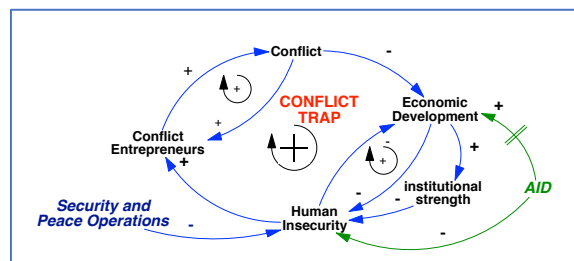 Conflict
-
+
+
+
CONFLICT
TRAP
+
Economic
Development
+
Conflict
Entrepreneurs
+
-
+
-
+
institutional
strength
AID
Security and
Peace Operations
-
Human
Insecurity
-
-